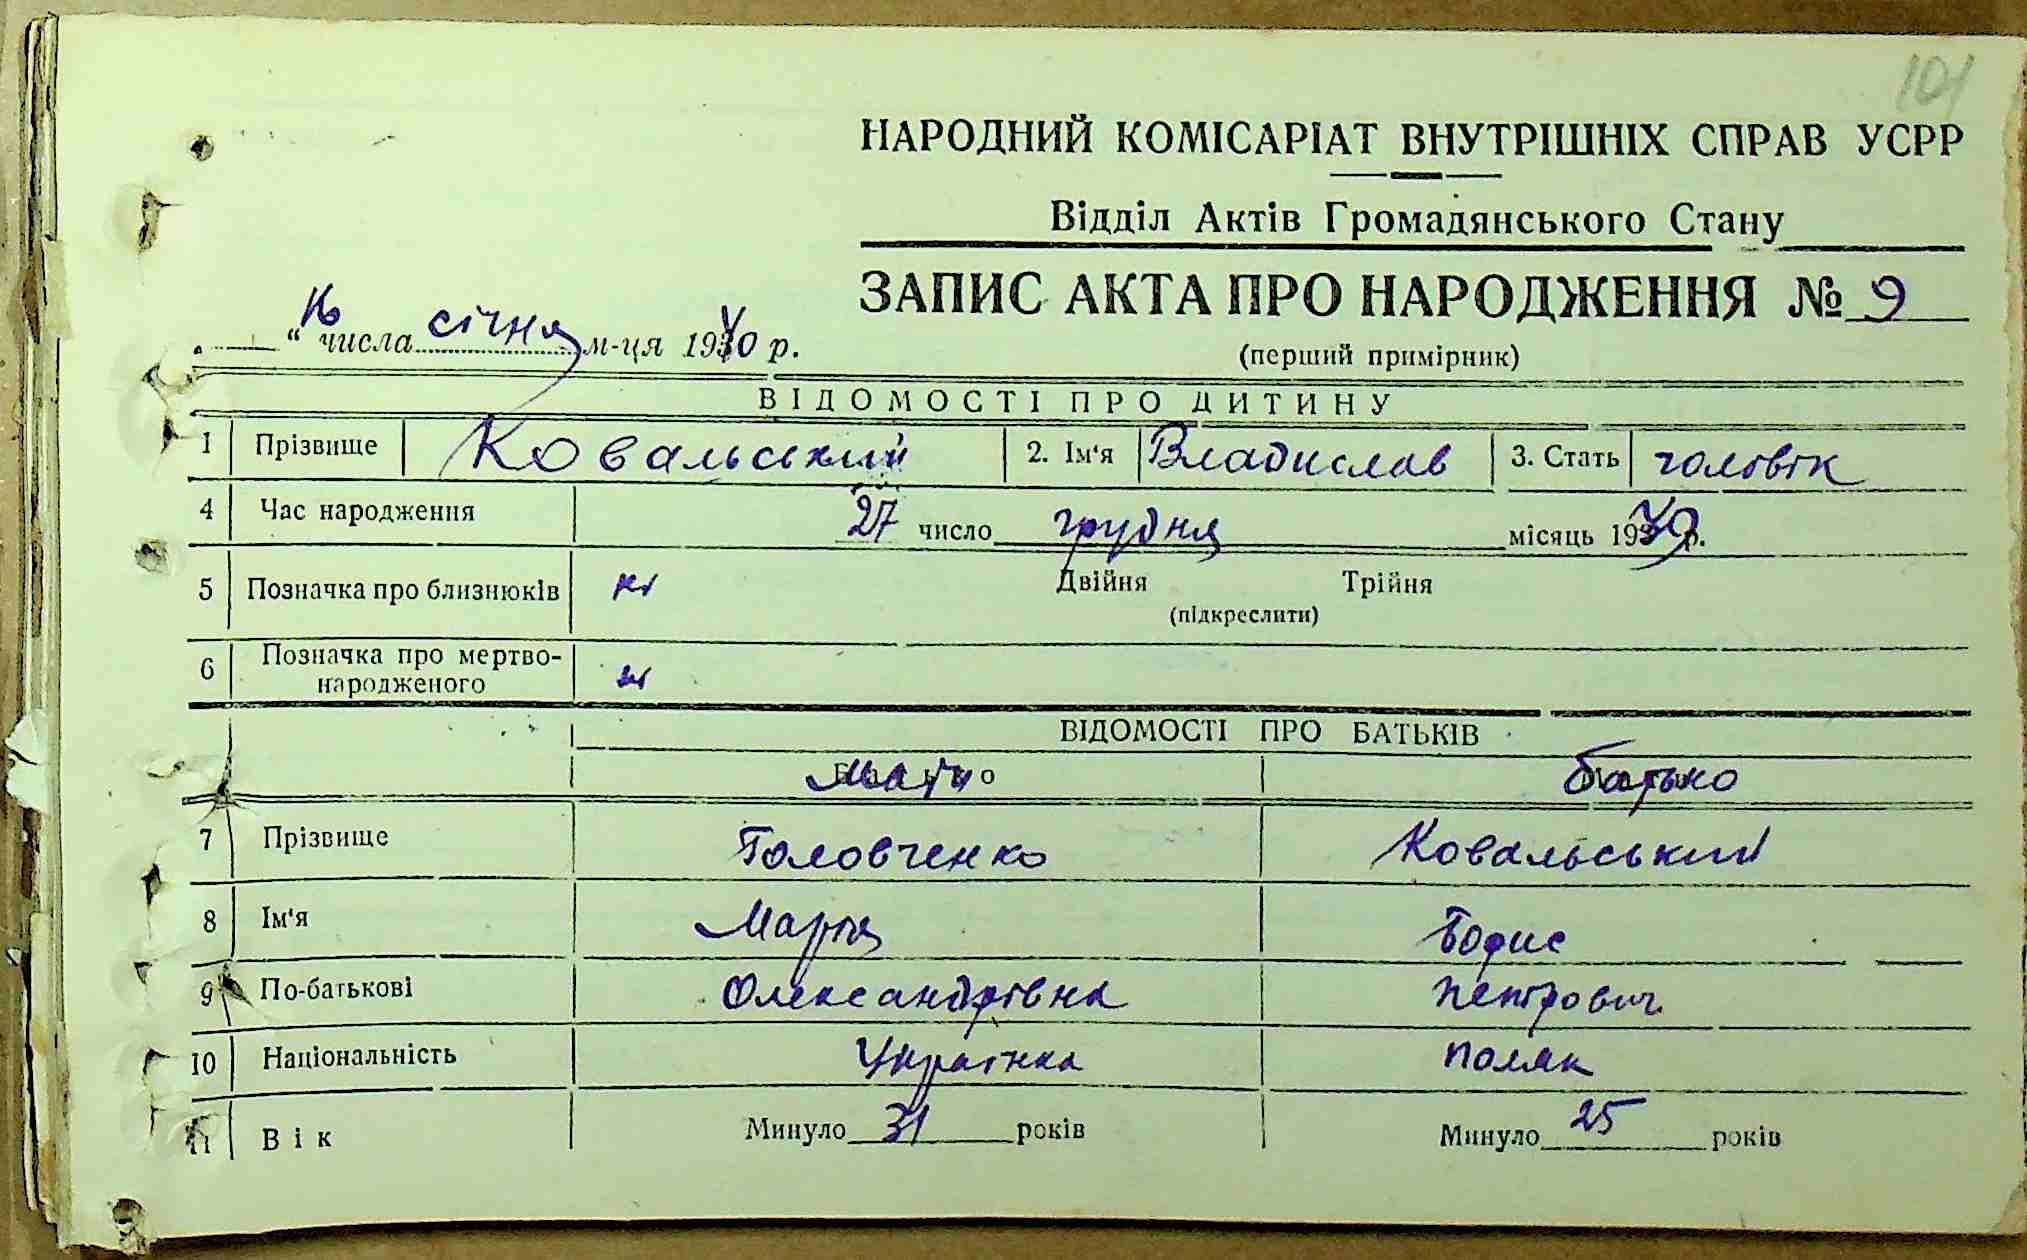 101
НАРОДНИЙ КОМІСАРІАТ ВНУТРІШНІХ СПРАВ УСРР
Відділ Актів Громадянського Стану
ЗАПИС АКТА ПРО НАРОДЖЕННЯ № 9
" числа січня м-ця 1940 р.
(перший примірник)
ВІДОМОСТІ ПРО ДИТИНУ
1 Прізвище Ковальський 2. Ім'я Владислав 3. Стать чоловік
4 Час народження 27 число грудня місяць 1939 р.
5 Позначка про близнюків ні Двійня Трійня
(підкреслити)
6 Позначка про мертво-
народженого ні
ВІДОМОСТІ ПРО БАТЬКІВ
Мати батько
7 Прізвище Головченко Ковальський
8 Ім'я Марія Борис
9 По-батькові Олександрівна Петрович
10 Національність Українка поляк
11 Вік Минуло 31 років Минуло 25 років